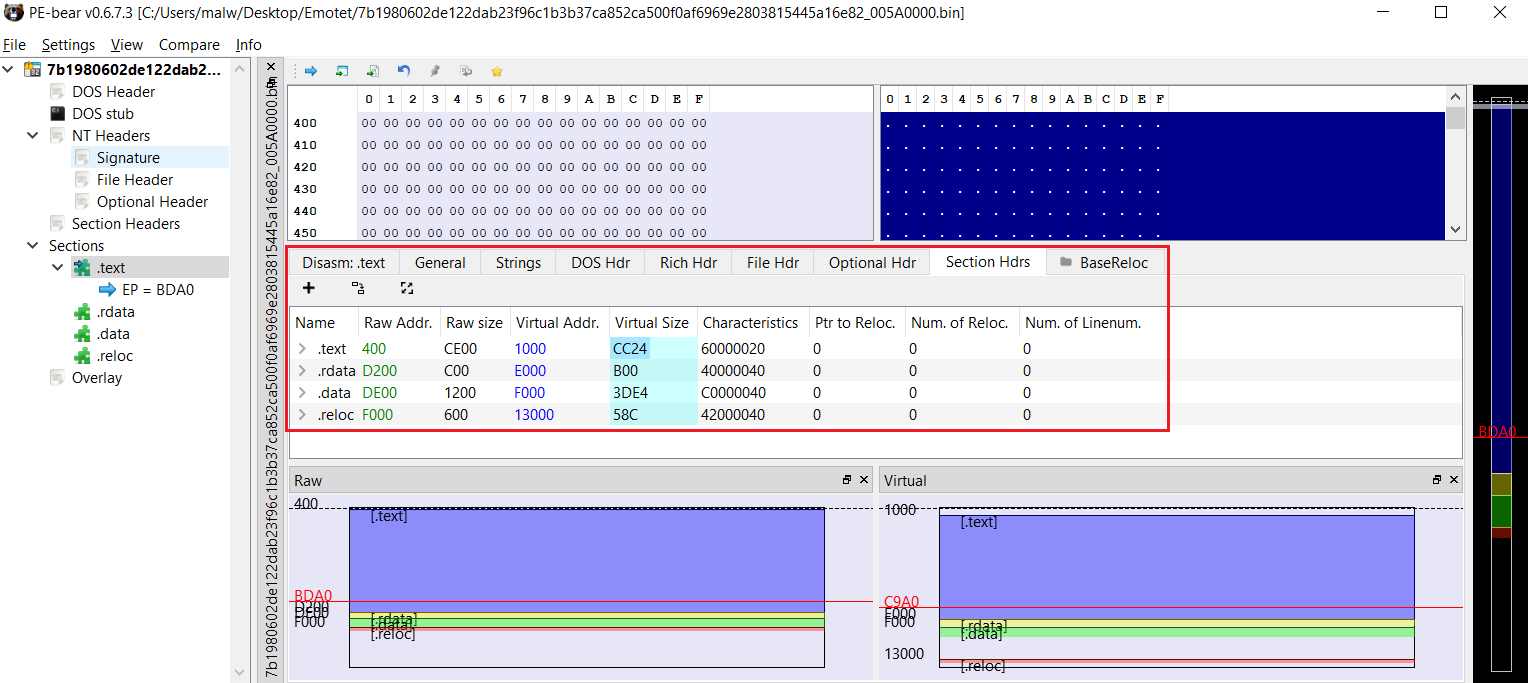 PE-bear v0.6.7.3 [C:/Users/malw/Desktop/Emotet/7b1980602de122dab23f96c1b3b37ca852ca500f0af6969e2803815445a16e82_005A0000.bin]
File Settings View Compare Info
7b1980602de122dab2...
DOS Header
DOS stub
NT Headers
Signature
File Header
Optional Header
Section Headers
Sections
.text
EP = BDA0
.rdata
.data
.reloc
Overlay
7b1980602de122dab23f96c1b3b37ca852ca500f0af6969e2803815445a16e82_005A0000.bin
0 1 2 3 4 5 6 7 8 9 A B C D E F
400 00 00 00 00 00 00 00 00 00 00 00 00 00 00 00 00
410 00 00 00 00 00 00 00 00 00 00 00 00 00 00 00 00
420 00 00 00 00 00 00 00 00 00 00 00 00 00 00 00 00
430 00 00 00 00 00 00 00 00 00 00 00 00 00 00 00 00
440 00 00 00 00 00 00 00 00 00 00 00 00 00 00 00 00
450 00 00 00 00 00 00 00 00 00 00 00 00 00 00 00 00
0 1 2 3 4 5 6 7 8 9 A B C D E F
. . . . . . . . . . . . . . . .
. . . . . . . . . . . . . . . .
. . . . . . . . . . . . . . . .
. . . . . . . . . . . . . . . .
. . . . . . . . . . . . . . . .
. . . . . . . . . . . . . . . .
Disasm: .text General Strings DOS Hdr Rich Hdr File Hdr Optional Hdr Section Hdrs BaseReloc
Name Raw Addr. Raw size Virtual Addr. Virtual Size Characteristics Ptr to Reloc. Num. of Reloc. Num. of Linenum.
.text 400 CE00 1000 CC24 60000020 0 0 0
.rdata D200 C00 E000 B00 40000040 0 0 0
.data DE00 1200 F000 3DE4 C0000040 0 0 0
.reloc F000 600 13000 58C 42000040 0 0 0
Raw
400
[.text]
BDA0
D200
DE00
F000
[.rdata]
[.data]
[.reloc]
Virtual
1000
[.text]
C9A0
E000
F000
[.rdata]
[.data]
13000
[.reloc]
BDA0